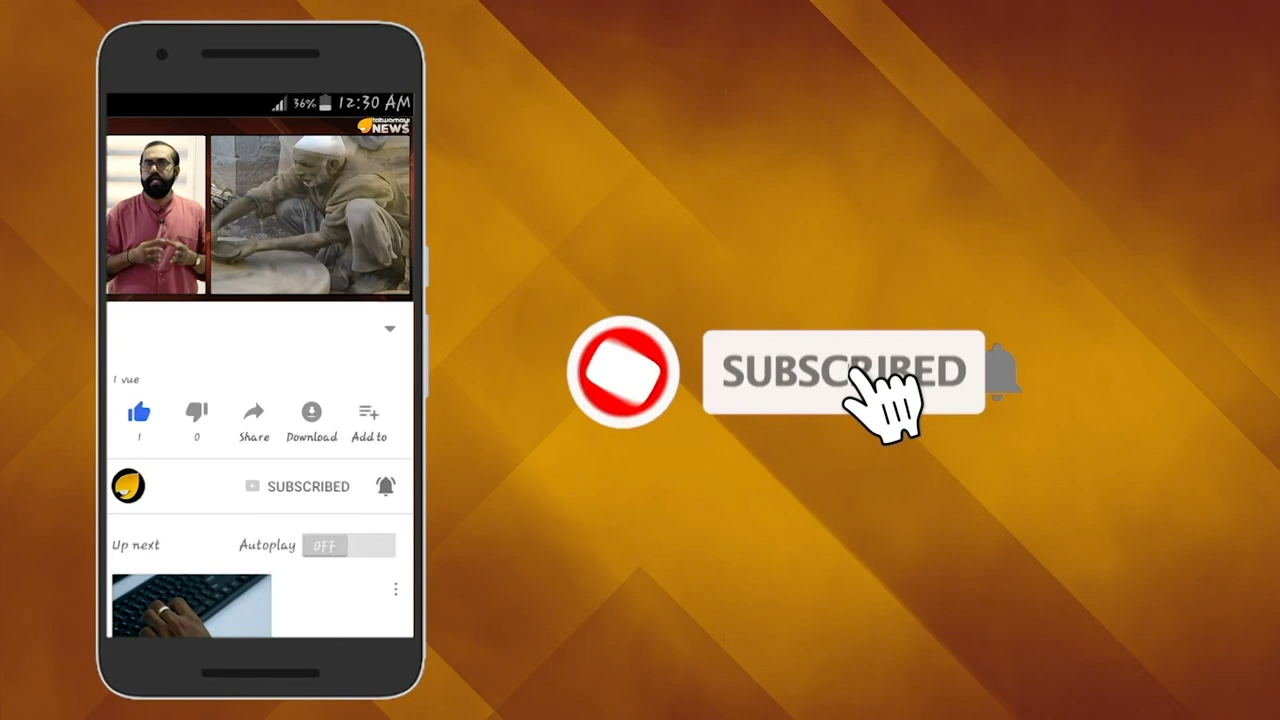 36% 12:30 AM
tatwamayi
NEWS
1 vue
1 0 Share Download Add to
SUBSCRIBED
Up next Autoplay OFF
SUBSCRIBED